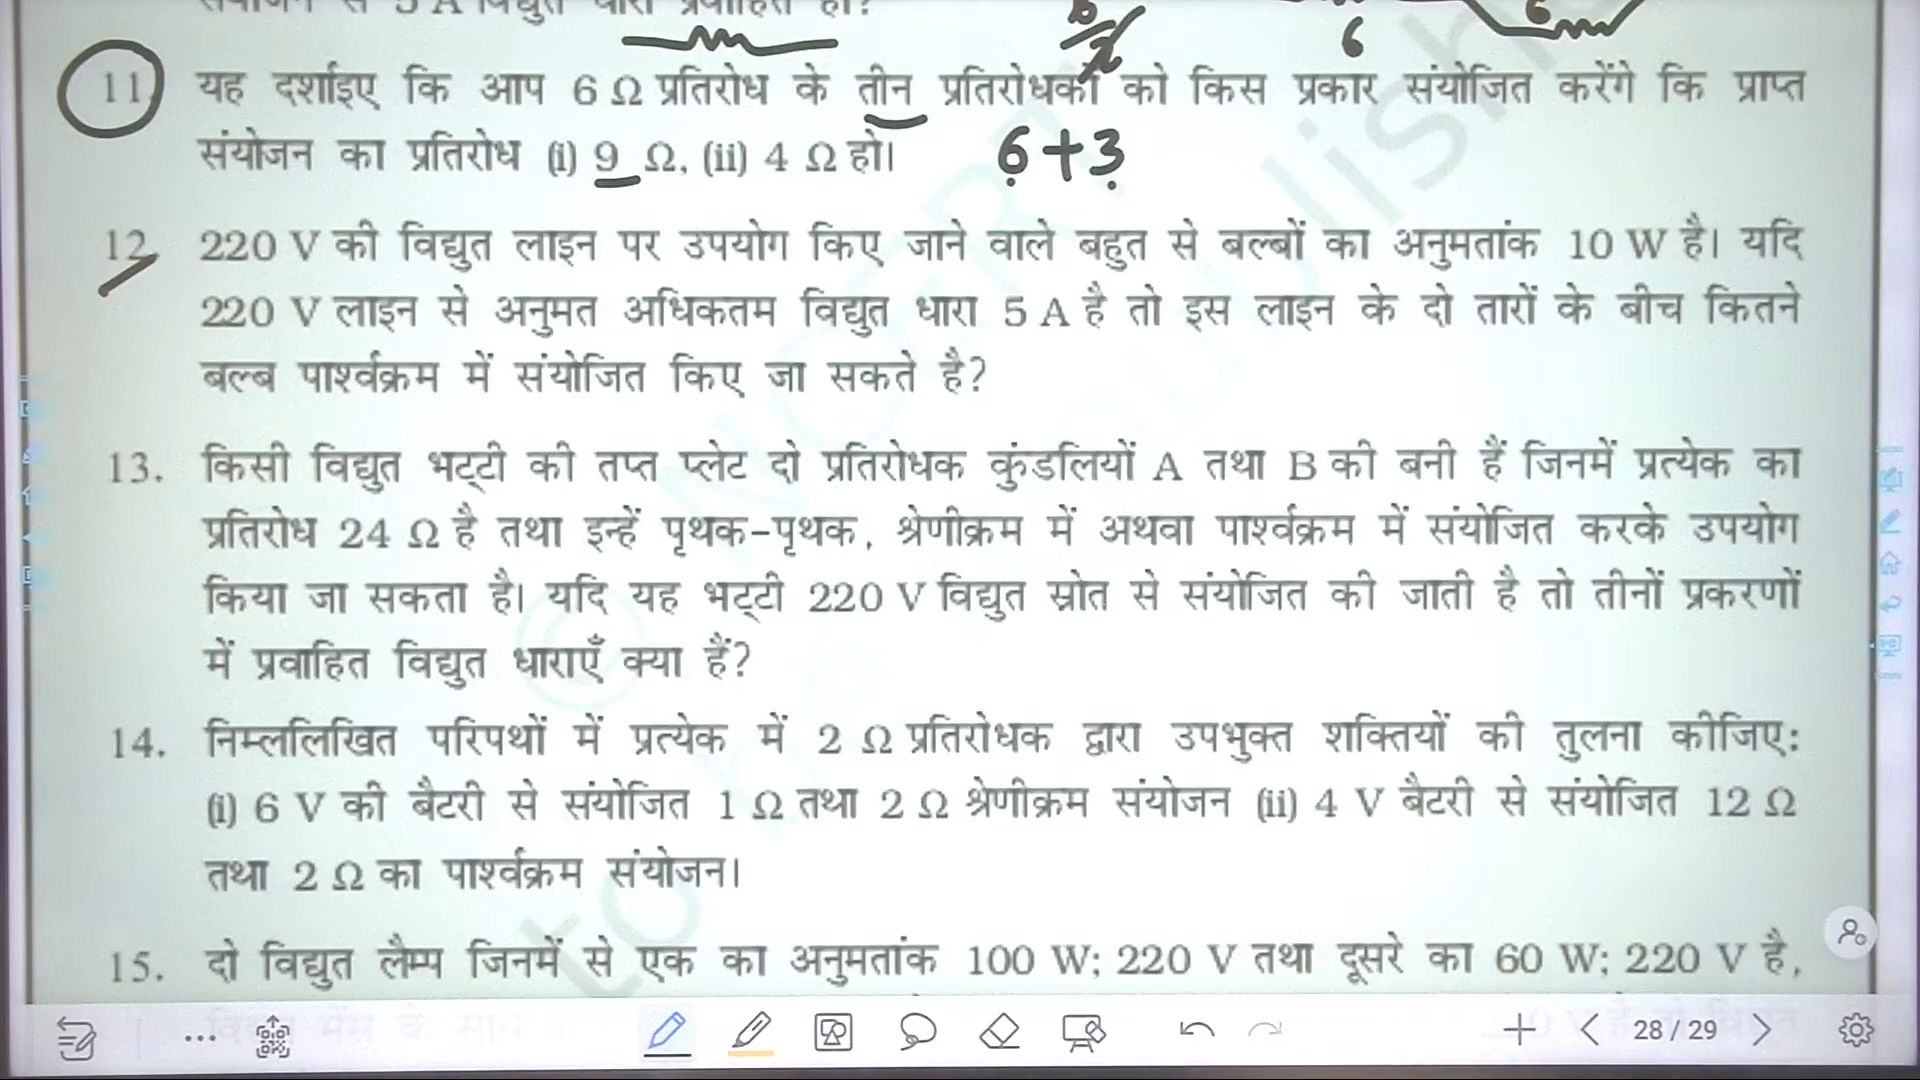 5 A विद्युत धारा प्रवाहित हो?
6
6
11. यह दर्शाइए कि आप 6 Ω प्रतिरोध के तीन प्रतिरोधकों को किस प्रकार संयोजित करेंगे कि प्राप्त
संयोजन का प्रतिरोध (i) 9 Ω, (ii) 4 Ω हो।
6+3
12. 220 V की विद्युत लाइन पर उपयोग किए जाने वाले बहुत से बल्बों का अनुमतांक 10 W है। यदि
220 V लाइन से अनुमत अधिकतम विद्युत धारा 5 A है तो इस लाइन के दो तारों के बीच कितने
बल्ब पार्श्वक्रम में संयोजित किए जा सकते है?
13. किसी विद्युत भट्‌टी की तप्त प्लेट दो प्रतिरोधक कुंडलियों A तथा B की बनी हैं जिनमें प्रत्येक का
प्रतिरोध 24 Ω है तथा इन्हें पृथक-पृथक, श्रेणीक्रम में अथवा पार्श्वक्रम में संयोजित करके उपयोग
किया जा सकता है। यदि यह भट्‌टी 220 V विद्युत स्रोत से संयोजित की जाती है तो तीनों प्रकरणों
में प्रवाहित विद्युत धाराएँ क्या हैं?
14. निम्ललिखित परिपथों में प्रत्येक में 2 Ω प्रतिरोधक द्वारा उपभुक्त शक्तियों की तुलना कीजिए:
(i) 6 V की बैटरी से संयोजित 1 Ω तथा 2 Ω श्रेणीक्रम संयोजन (ii) 4 V बैटरी से संयोजित 12 Ω
तथा 2 Ω का पार्श्वक्रम संयोजन।
15. दो विद्युत लैम्प जिनमें से एक का अनुमतांक 100 W; 220 V तथा दूसरे का 60 W; 220 V है,
28 / 29